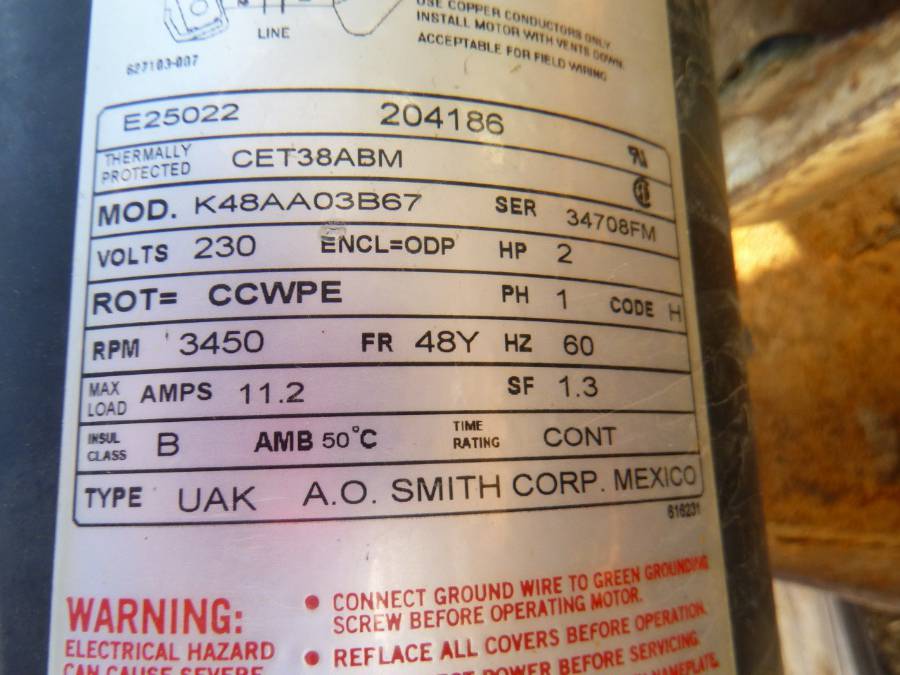 LINE
USE COPPER CONDUCTORS ONLY.
INSTALL MOTOR WITH VENTS DOWN.
ACCEPTABLE FOR FIELD WIRING
627103-007
E25022 204186
THERMALLY PROTECTED CET38ABM
MOD. K48AA03B67 SER 34708FM
VOLTS 230 ENCL=ODP HP 2
ROT= CCWPE PH 1 CODE H
RPM 3450 FR 48Y HZ 60
MAX LOAD AMPS 11.2 SF 1.3
INSUL CLASS B AMB 50°C TIME RATING CONT
TYPE UAK A.O. SMITH CORP. MEXICO
616231
WARNING:
ELECTRICAL HAZARD
CAN CAUSE SEVERE
• CONNECT GROUND WIRE TO GREEN GROUNDING
SCREW BEFORE OPERATING MOTOR.
• REPLACE ALL COVERS BEFORE OPERATION.
POWER BEFORE SERVICING.
NAMEPLATE.